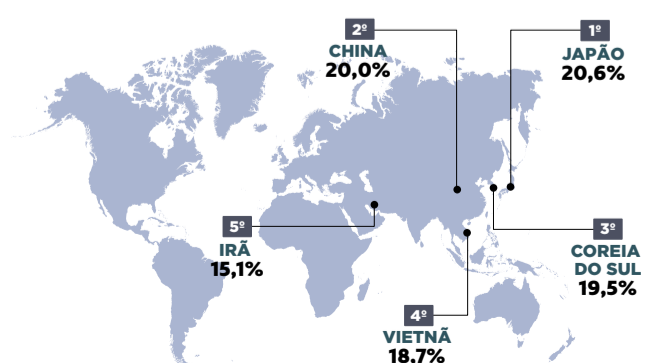 1º
JAPÃO
20,6%
2º
CHINA
20,0%
3º
COREIA
DO SUL
19,5%
4º
VIETNÃ
18,7%
5º
IRÃ
15,1%